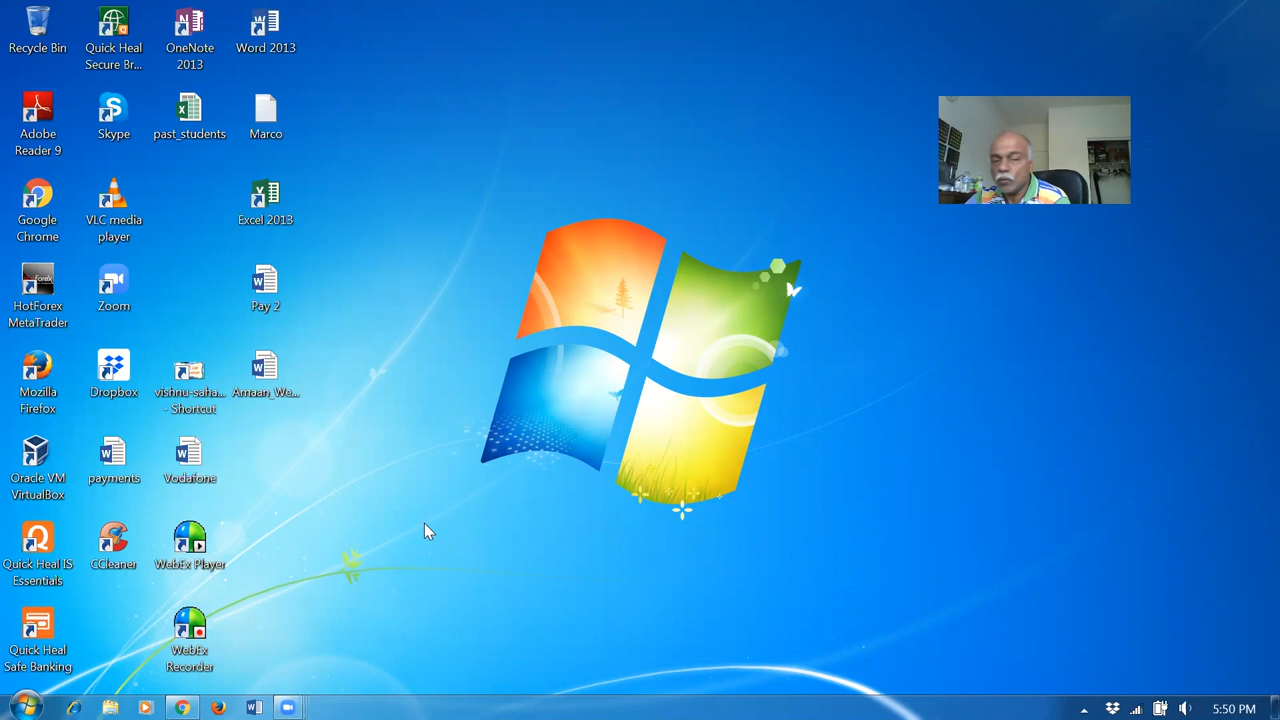 Recycle Bin
Quick Heal
Secure Br...
OneNote
2013
Word 2013
Adobe
Reader 9
Skype
past_students
Marco
Google
Chrome
VLC media
player
Excel 2013
HotForex
MetaTrader
Zoom
Pay 2
Mozilla
Firefox
Dropbox
vishnu-saha...
- Shortcut
Amaan_We...
Oracle VM
VirtualBox
payments
Vodafone
Quick Heal IS
Essentials
CCleaner
WebEx Player
Quick Heal
Safe Banking
WebEx
Recorder
5:50 PM